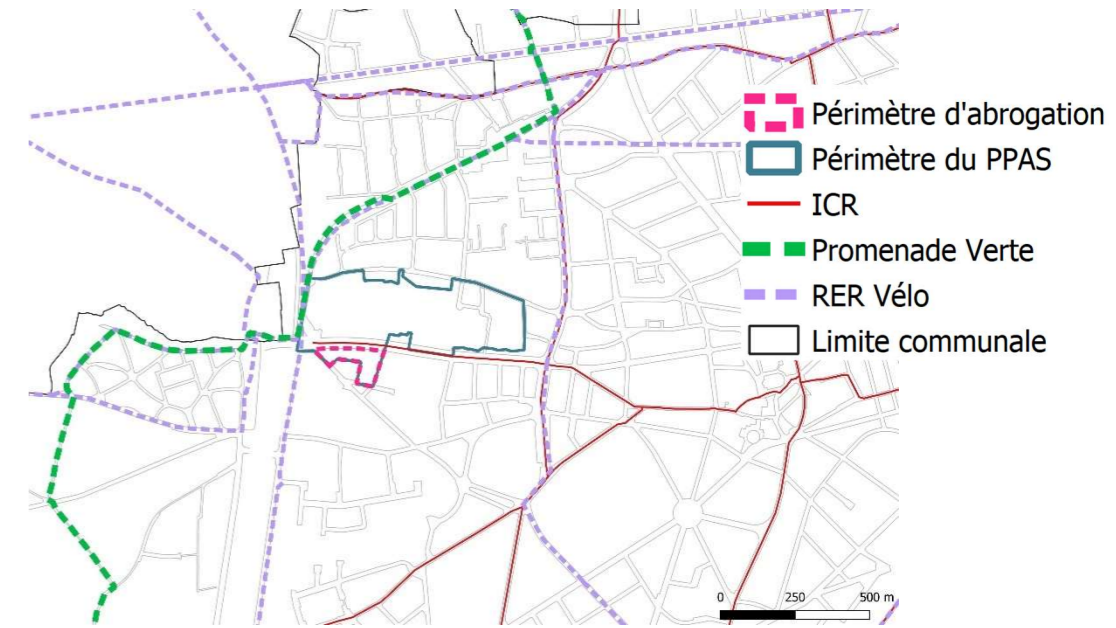 Périmètre d'abrogation
Périmètre du PPAS
ICR
Promenade Verte
RER Vélo
Limite communale
0 250 500 m